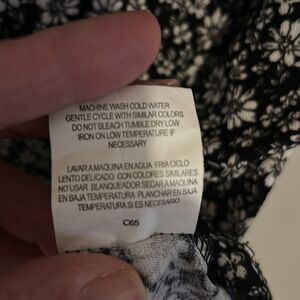 MACHINE WASH COLD WATER
GENTLE CYCLE WITH SIMILAR COLORS
DO NOT BLEACH TUMBLE DRY LOW
IRON ON LOW TEMPERATURE IF
NECESSARY
LAVAR A MAQUINA EN AGUA FRIA CICLO
LENTO DELICADO CON COLORES SIMILARES
NO USAR BLANQUEADOR SECAR A MAQUINA
EN BAJA TEMPERATURA PLANCHAR EN BAJA
TEMPERATURA SI ES NECESARIO
C65